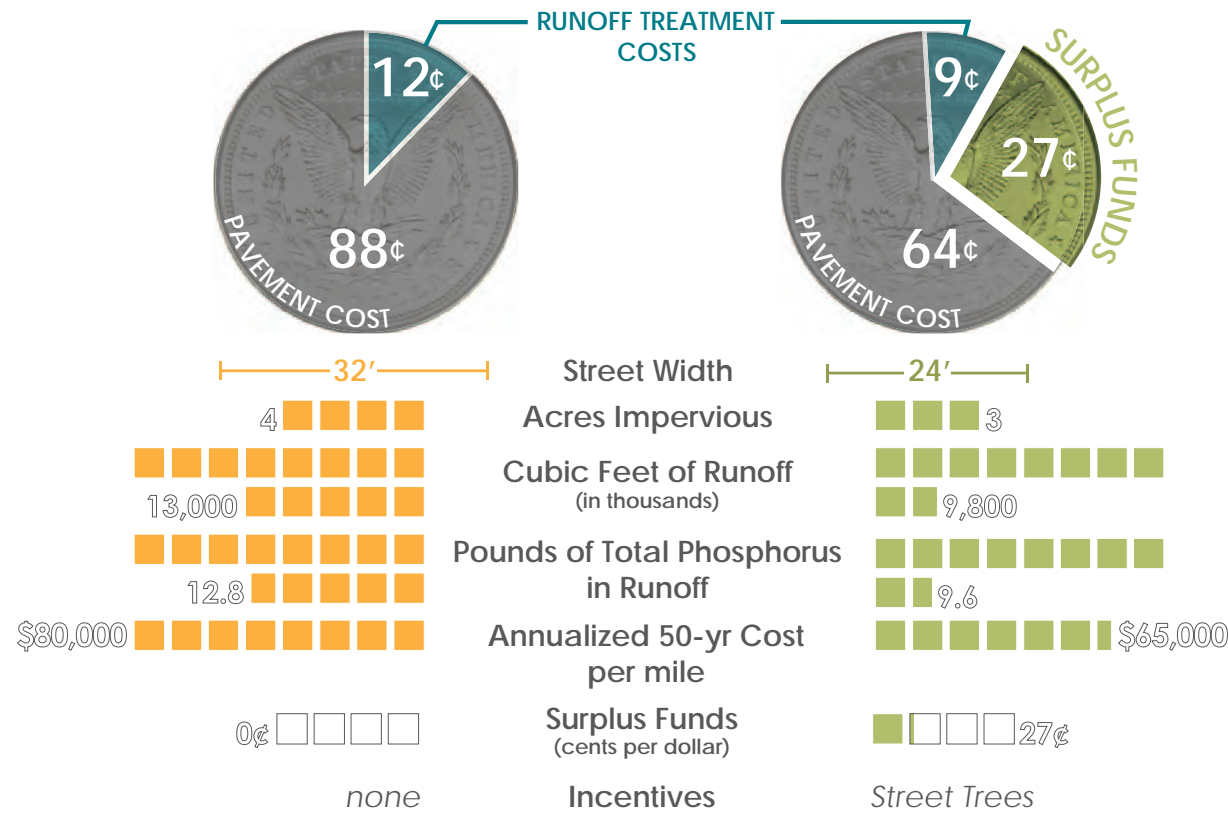 RUNOFF TREATMENT
COSTS
12¢
88¢
PAVEMENT COST
9¢
27¢
64¢
PAVEMENT COST
SURPLUS FUNDS
32' Street Width 24'
4 Acres Impervious 3
Cubic Feet of Runoff
(in thousands)
13,000 9,800
Pounds of Total Phosphorus
in Runoff
12.8 9.6
$80,000 Annualized 50-yr Cost $65,000
per mile
0¢ Surplus Funds 27¢
(cents per dollar)
none Incentives Street Trees